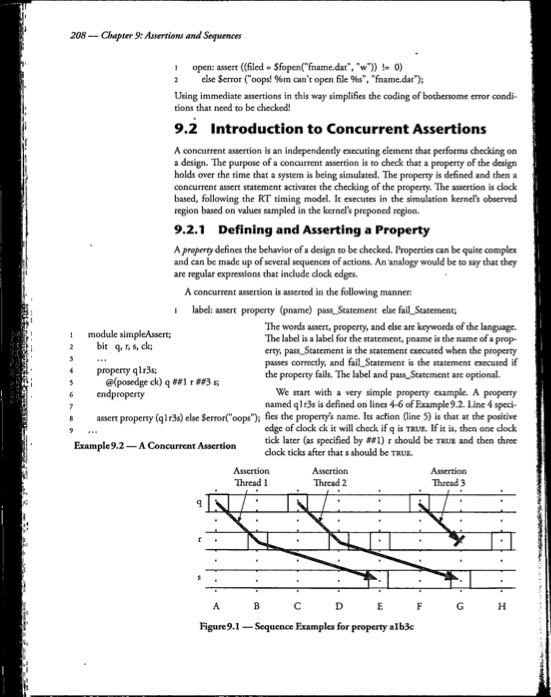 208 — Chapter 9: Assertions and Sequences
1 open: assert ((filed = $fopen("fname.dat", "w")) != 0)
2 else $error ("oops! %m can't open file %s", "fname.dat");
Using immediate assertions in this way simplifies the coding of bothersome error condi-
tions that need to be checked!
9.2 Introduction to Concurrent Assertions
A concurrent assertion is an independently executing element that performs checking on
a design. The purpose of a concurrent assertion is to check that a property of the design
holds over the time that a system is being simulated. The property is defined and then a
concurrent assert statement activates the checking of the property. The assertion is clock
based, following the RT timing model. It executes in the simulation kernel's observed
region based on values sampled in the kernel's preponed region.
9.2.1 Defining and Asserting a Property
A property defines the behavior of a design to be checked. Properties can be quite complex
and can be made up of several sequences of actions. An analogy would be to say that they
are regular expressions that include clock edges.
A concurrent assertion is asserted in the following manner:
1 label: assert property (pname) pass_Statement else fail_Statement;
The words assert, property, and else are keywords of the language.
The label is a label for the statement, pname is the name of a prop-
erty, pass_Statement is the statement executed when the property
passes correctly, and fail_Statement is the statement executed if
the property fails. The label and pass_Statement are optional.
1 module simpleAssert;
2 bit q, r, s, ck;
3 ...
4 property q1r3s;
5 @(posedge ck) q ##1 r ##3 s;
6 endproperty
7
8 assert property (q1r3s) else $error("oops");
9 ...
Example 9.2 — A Concurrent Assertion
We start with a very simple property example. A property
named q1r3s is defined on lines 4-6 of Example 9.2. Line 4 speci-
fies the property's name. Its action (line 5) is that at the positive
edge of clock ck it will check if q is TRUE. If it is, then one clock
tick later (as specified by ##1) r should be TRUE and then three
clock ticks after that s should be TRUE.
Assertion
Thread 1
Assertion
Thread 2
Assertion
Thread 3
q
r
s
A B C D E F G H
Figure 9.1 — Sequence Examples for property a1b3c